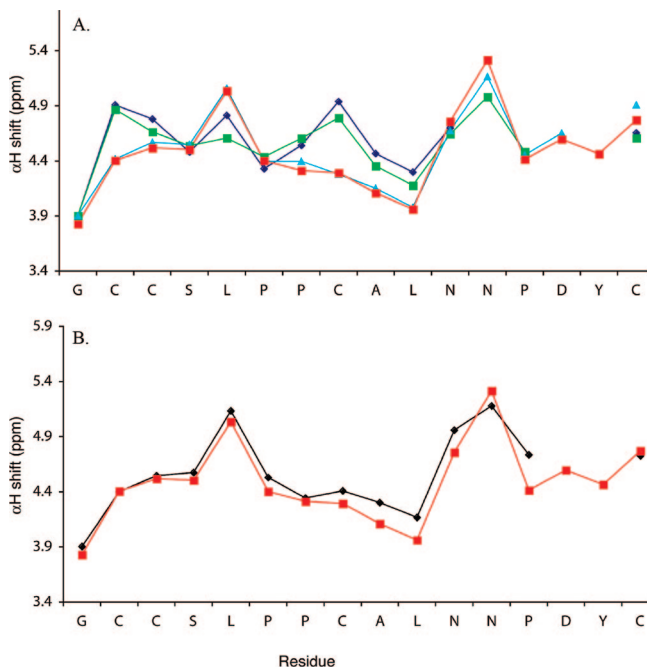 A.
5.4
4.9
4.4
3.9
3.4
αH shift (ppm)
G C C S L P P C A L N N P D Y C
B.
5.9
5.4
4.9
4.4
3.9
3.4
αH shift (ppm)
G C C S L P P C A L N N P D Y C
Residue